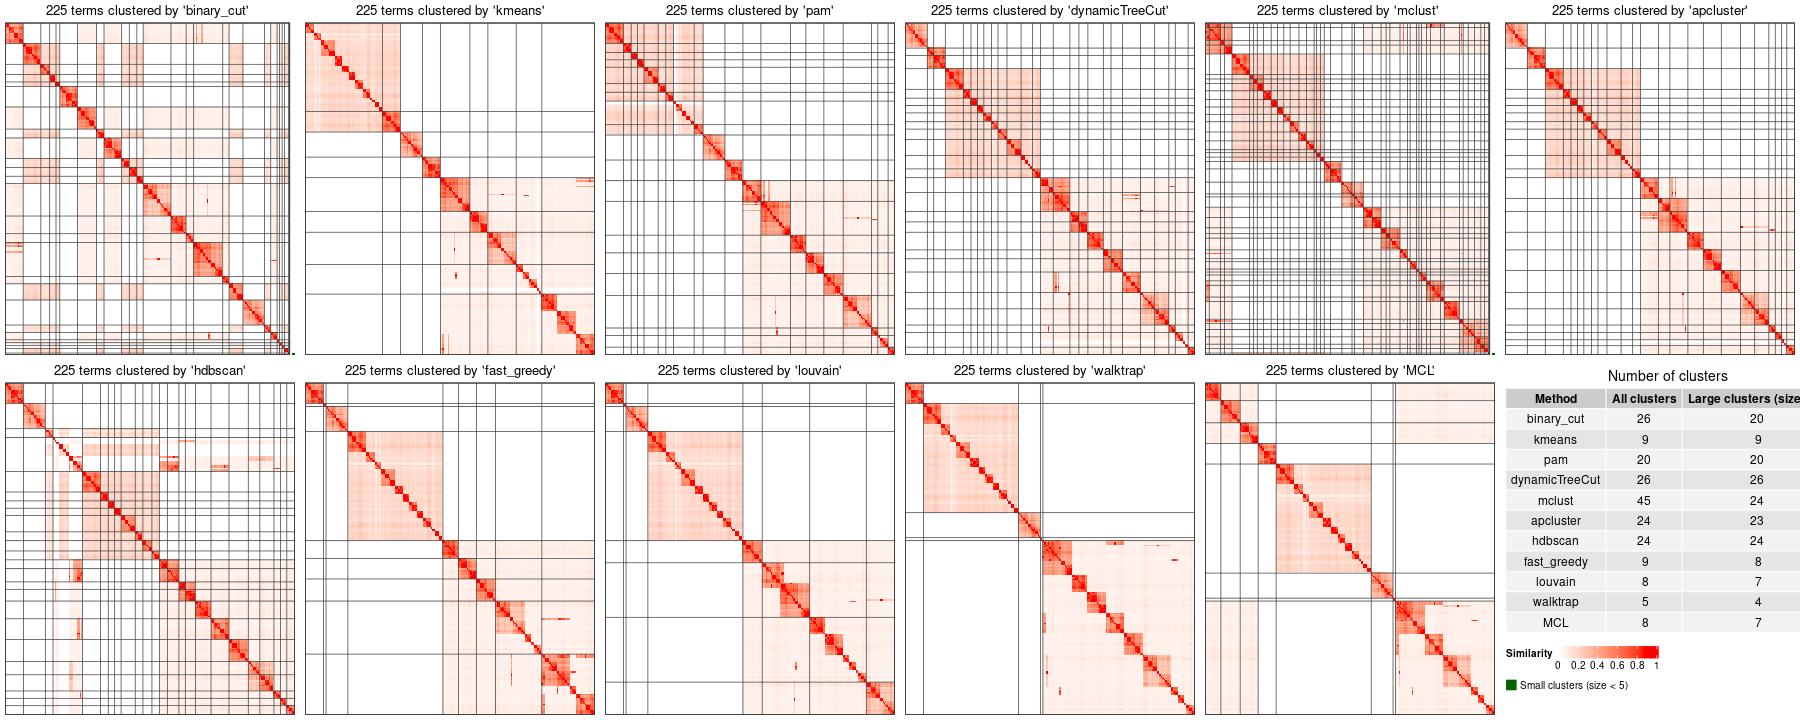 225 terms clustered by 'binary_cut'
225 terms clustered by 'kmeans'
225 terms clustered by 'pam'
225 terms clustered by 'dynamicTreeCut'
225 terms clustered by 'mclust'
225 terms clustered by 'apcluster'
225 terms clustered by 'hdbscan'
225 terms clustered by 'fast_greedy'
225 terms clustered by 'louvain'
225 terms clustered by 'walktrap'
225 terms clustered by 'MCL'
Number of clusters
Method All clusters Large clusters (size
binary_cut 26 20
kmeans 9 9
pam 20 20
dynamicTreeCut 26 26
mclust 45 24
apcluster 24 23
hdbscan 24 24
fast_greedy 9 8
louvain 8 7
walktrap 5 4
MCL 8 7
Similarity
0 0.2 0.4 0.6 0.8 1
Small clusters (size < 5)